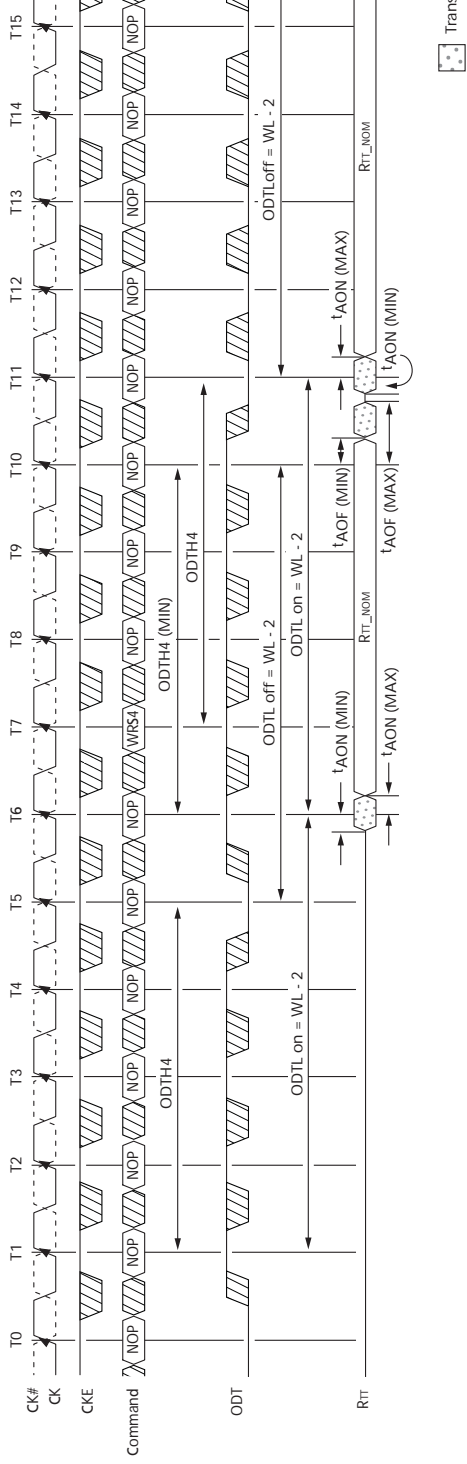 T0 T1 T2 T3 T4 T5 T6 T7 T8 T9 T10 T11 T12 T13 T14 T15
CK#
CK
CKE
Command NOP NOP NOP NOP NOP NOP NOP WRS4 NOP NOP NOP NOP NOP NOP NOP NOP
ODTH4 ODTH4 (MIN)
ODTH4
ODT
ODTL off = WL - 2 ODTLoff = WL - 2
ODTL on = WL - 2 ODTL on = WL - 2
tAON (MIN) tAOF (MIN) tAON (MAX)
RTT RTT_NOM RTT_NOM
tAON (MAX) tAOF (MAX) tAON (MIN)
Trans